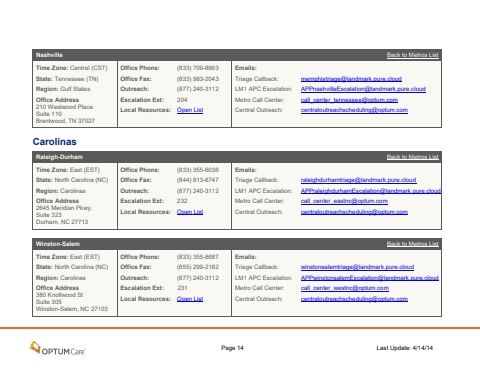 Nashville Back to Metros List
Time Zone: Central (CST) Office Phone: (833) 709-8863 Emails:
State: Tennessee (TN) Office Fax: (833) 983-2043 Triage Callback: memphistriage@landmark.pure.cloud
Region: Gulf States Outreach: (877) 240-3112 LM1 APC Escalation: APPnashvilleEscalation@landmark.pure.cloud
Office Address Escalation Ext: 204 Metro Call Center: call_center_tennessee@optum.com
210 Westwood Place Local Resources: Open List Central Outreach: centraloutreachscheduling@optum.com
Suite 110
Brentwood, TN 37027
Carolinas
Raleigh-Durham Back to Metros List
Time Zone: East (EST) Office Phone: (833) 355-8036 Emails:
State: North Carolina (NC) Office Fax: (844) 813-6747 Triage Callback: raleighdurhamtriage@landmark.pure.cloud
Region: Carolinas Outreach: (877) 240-3112 LM1 APC Escalation: APPraleighdurhamEscalation@landmark.pure.cloud
Office Address Escalation Ext: 232 Metro Call Center: call_center_eastnc@optum.com
2645 Meridian Pkwy. Local Resources: Open List Central Outreach: centraloutreachscheduling@optum.com
Suite 323
Durham, NC 27713
Winston-Salem Back to Metros List
Time Zone: East (EST) Office Phone: (833) 355-8687 Emails:
State: North Carolina (NC) Office Fax: (855) 299-2182 Triage Callback: winstonsalemtriage@landmark.pure.cloud
Region: Carolinas Outreach: (877) 240-3112 LM1 APC Escalation: APPwinstonsalemEscalation@landmark.pure.cloud
Office Address Escalation Ext: 231 Metro Call Center: call_center_westnc@optum.com
380 Knollwood St Local Resources: Open List Central Outreach: centraloutreachscheduling@optum.com
Suite 305
Winston-Salem, NC 27103
OPTUMCare Page 14 Last Update: 4/14/14